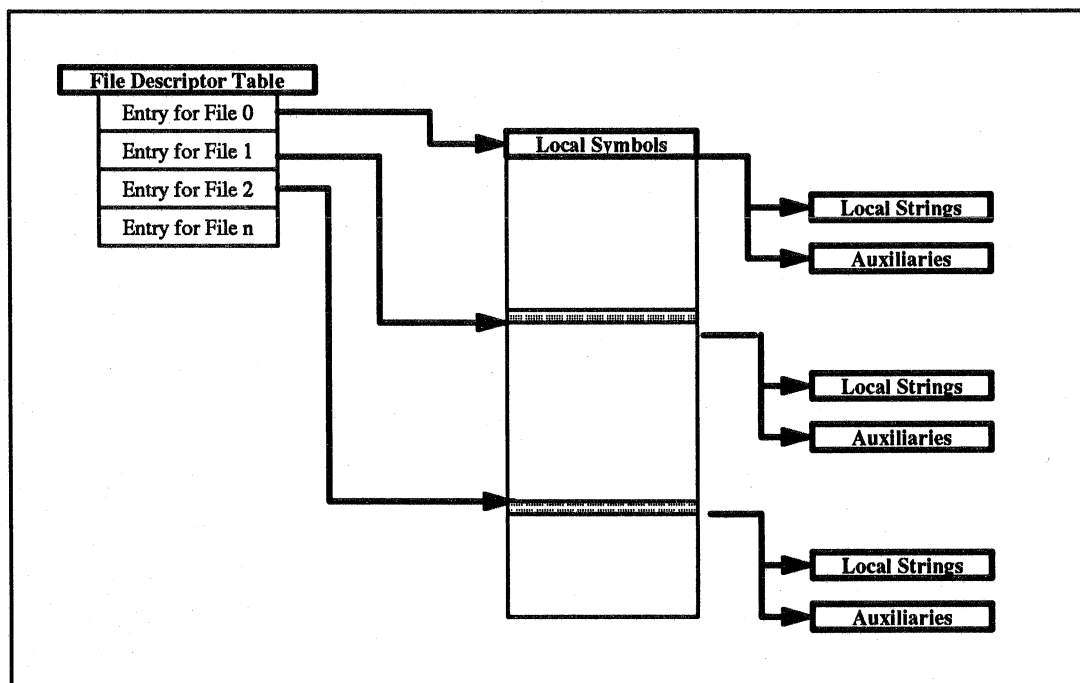 File Descriptor Table
Entry for File 0
Entry for File 1
Entry for File 2
Entry for File n
Local Symbols
Local Strings
Auxiliaries
Local Strings
Auxiliaries
Local Strings
Auxiliaries